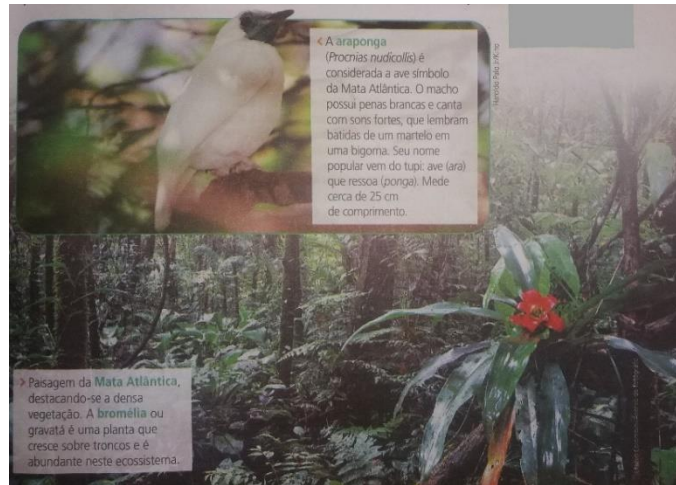 < A araponga
(Procnias nudicollis) é
considerada a ave símbolo
da Mata Atlântica. O macho
possui penas brancas e canta
com sons fortes, que lembram
batidas de um martelo em
uma bigorna. Seu nome
popular vem do tupi: ave (ara)
que ressoa (ponga). Mede
cerca de 25 cm
de comprimento.
> Paisagem da Mata Atlântica,
destacando-se a densa
vegetação. A bromélia ou
gravatá é uma planta que
cresce sobre troncos e é
abundante neste ecossistema.